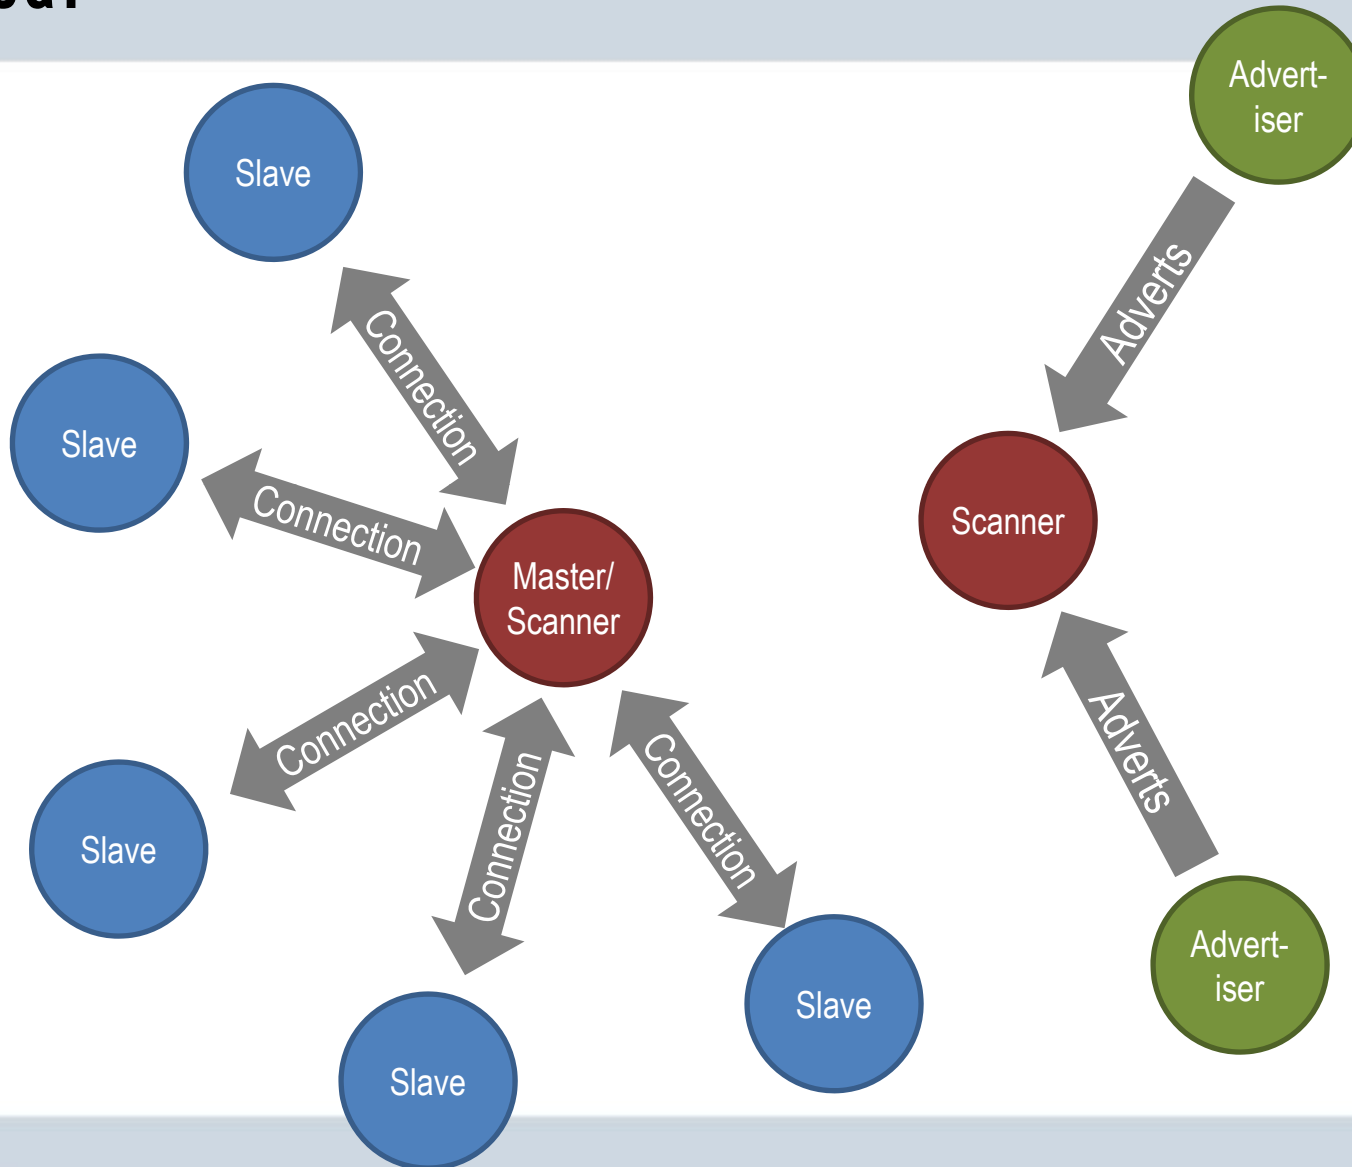 Advert-
iser
Slave
Adverts
Connection
Slave
Connection
Scanner
Master/
Scanner
Connection
Connection
Connection
Adverts
Slave
Advert-
iser
Slave
Slave